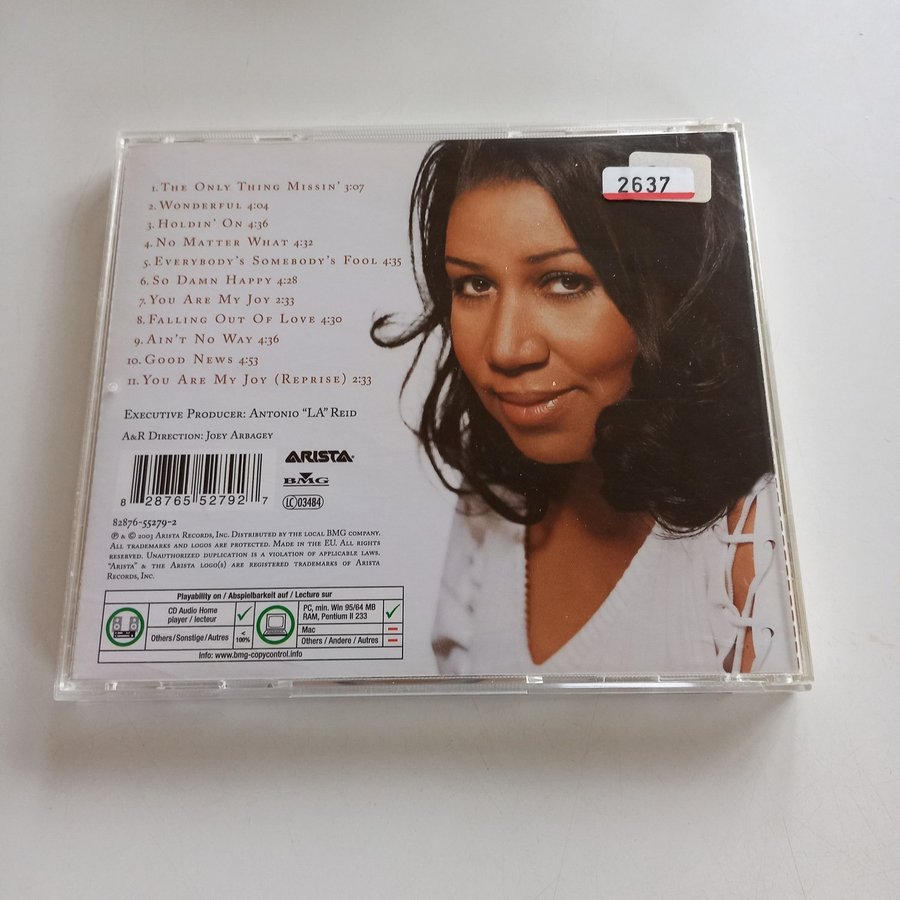 2637
1. The Only Thing Missin' 3:07
2. Wonderful 4:04
3. Holdin' On 4:36
4. No Matter What 4:32
5. Everybody's Somebody's Fool 4:35
6. So Damn Happy 4:28
7. You Are My Joy 2:33
8. Falling Out Of Love 4:30
9. Ain't No Way 4:36
10. Good News 4:53
11. You Are My Joy (Reprise) 2:33
Executive Producer: Antonio "LA" Reid
A&R Direction: Joey Arbagey
ARISTA
BMG
LC 03484
8 28765 52792 7
82876-55279-2
℗ & © 2003 Arista Records, Inc. Distributed by the local BMG company.
All trademarks and logos are protected. Made in the EU. All rights
reserved. Unauthorized duplication is a violation of applicable laws.
"Arista" & the Arista logo(s) are registered trademarks of Arista
Records, Inc.
Playability on / Abspielbarkeit auf / Lecture sur
CD Audio Home
player / lecteur
Others/Sonstige/Autres
<
100%
PC, min. Win 95/64 MB
RAM, Pentium II 233
Mac
Others / Andere / Autres
Info: www.bmg-copycontrol.info